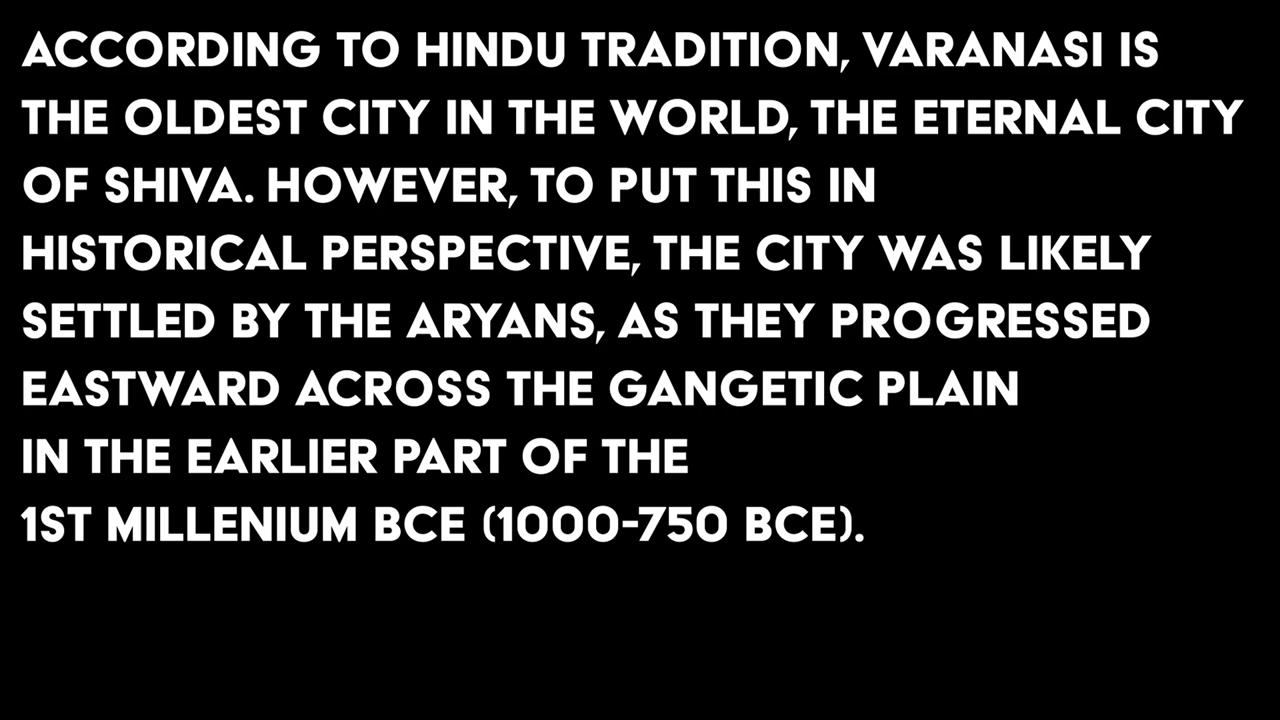 ACCORDING TO HINDU TRADITION, VARANASI IS
THE OLDEST CITY IN THE WORLD, THE ETERNAL CITY
OF SHIVA. HOWEVER, TO PUT THIS IN
HISTORICAL PERSPECTIVE, THE CITY WAS LIKELY
SETTLED BY THE ARYANS, AS THEY PROGRESSED
EASTWARD ACROSS THE GANGETIC PLAIN
IN THE EARLIER PART OF THE
1ST MILLENIUM BCE (1000-750 BCE).